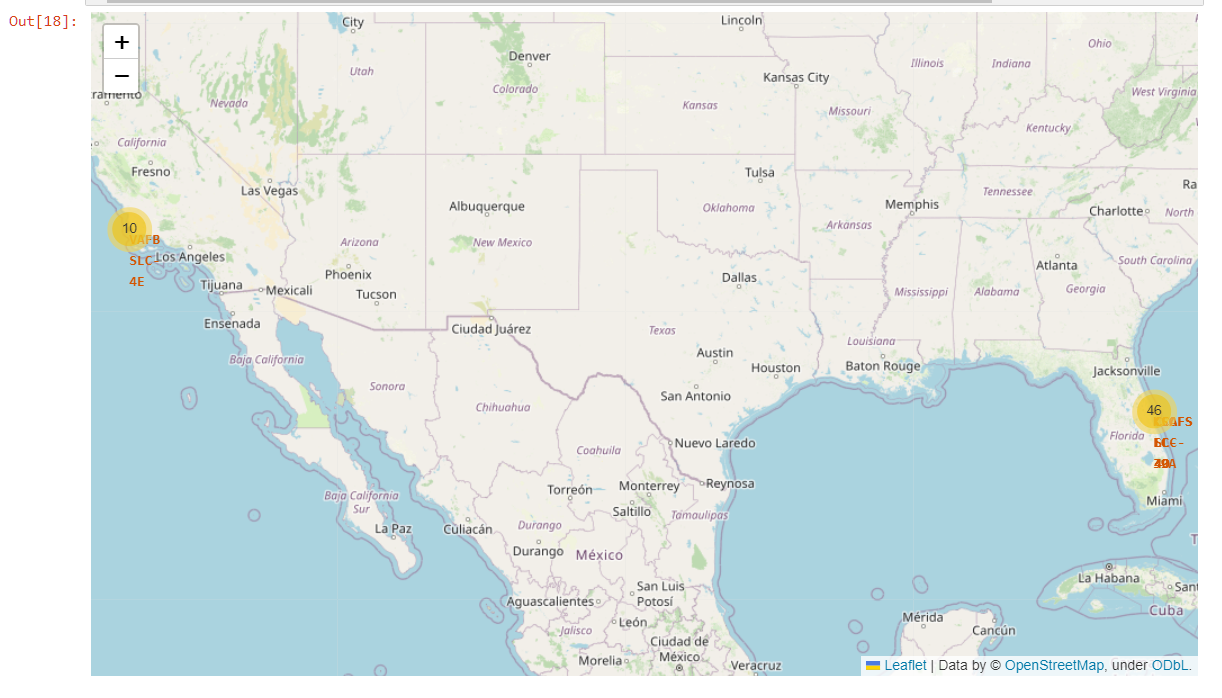 Out[18]:
+
−
City
Lincoln
Ohio
Denver
Utah
Illinois
Indiana
Kansas City
Colorado
ramento
West Virginia
Nevada
Kansas
Missouri
Kentucky
California
Fresno
Tulsa
Las Vegas
Ra
Tennessee
Albuquerque
Oklahoma
Memphis
Charlotte
North
Arkansas
10
VAFB
SLC
4E
Arizona
New Mexico
Los Angeles
South Carolina
Atlanta
Phoenix
Dallas
Tijuana
Mexicali
Tucson
Mississippi
Alabama
Georgia
Ensenada
Ciudad Juárez
Texas
Louisiana
Austin
Baja California
Houston
Baton Rouge
Jacksonville
Sonora
San Antonio
Chihuahua
46
Florida
Nuevo Laredo
Coahuila
Reynosa
Monterrey
Torreón
Baja California
Sur
Miami
Saltillo
Tamaulipas
La Paz
Culiacán
Durango
Durango
México
La Habana
San Luis
Potosí
Sant
Aguascalientes
Cuba
León
Mérida
Jalisco
Cancún
Ciudad de
México
Morelia
Veracruz
Leaflet | Data by © OpenStreetMap, under ODbL.